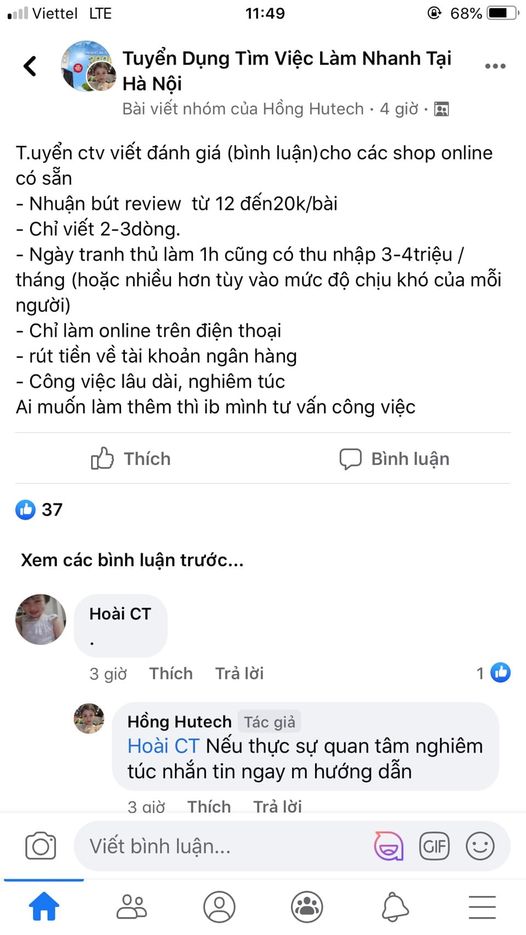 Viettel LTE 11:49 68%
Tuyển Dụng Tìm Việc Làm Nhanh Tại
Hà Nội
Bài viết nhóm của Hồng Hutech · 4 giờ ·
T.uyển ctv viết đánh giá (bình luận)cho các shop online
có sẵn
- Nhuận bút review từ 12 đến20k/bài
- Chỉ viết 2-3dòng.
- Ngày tranh thủ làm 1h cũng có thu nhập 3-4triệu /
tháng (hoặc nhiều hơn tùy vào mức độ chịu khó của mỗi
người)
- Chỉ làm online trên điện thoại
- rút tiền về tài khoản ngân hàng
- Công việc lâu dài, nghiêm túc
Ai muốn làm thêm thì ib mình tư vấn công việc
Thích Bình luận
37
Xem các bình luận trước...
Hoài CT
.
3 giờ Thích Trả lời 1
Hồng Hutech Tác giả
Hoài CT Nếu thực sự quan tâm nghiêm
túc nhắn tin ngay m hướng dẫn
3 giờ Thích Trả lời
Viết bình luận...
GIF